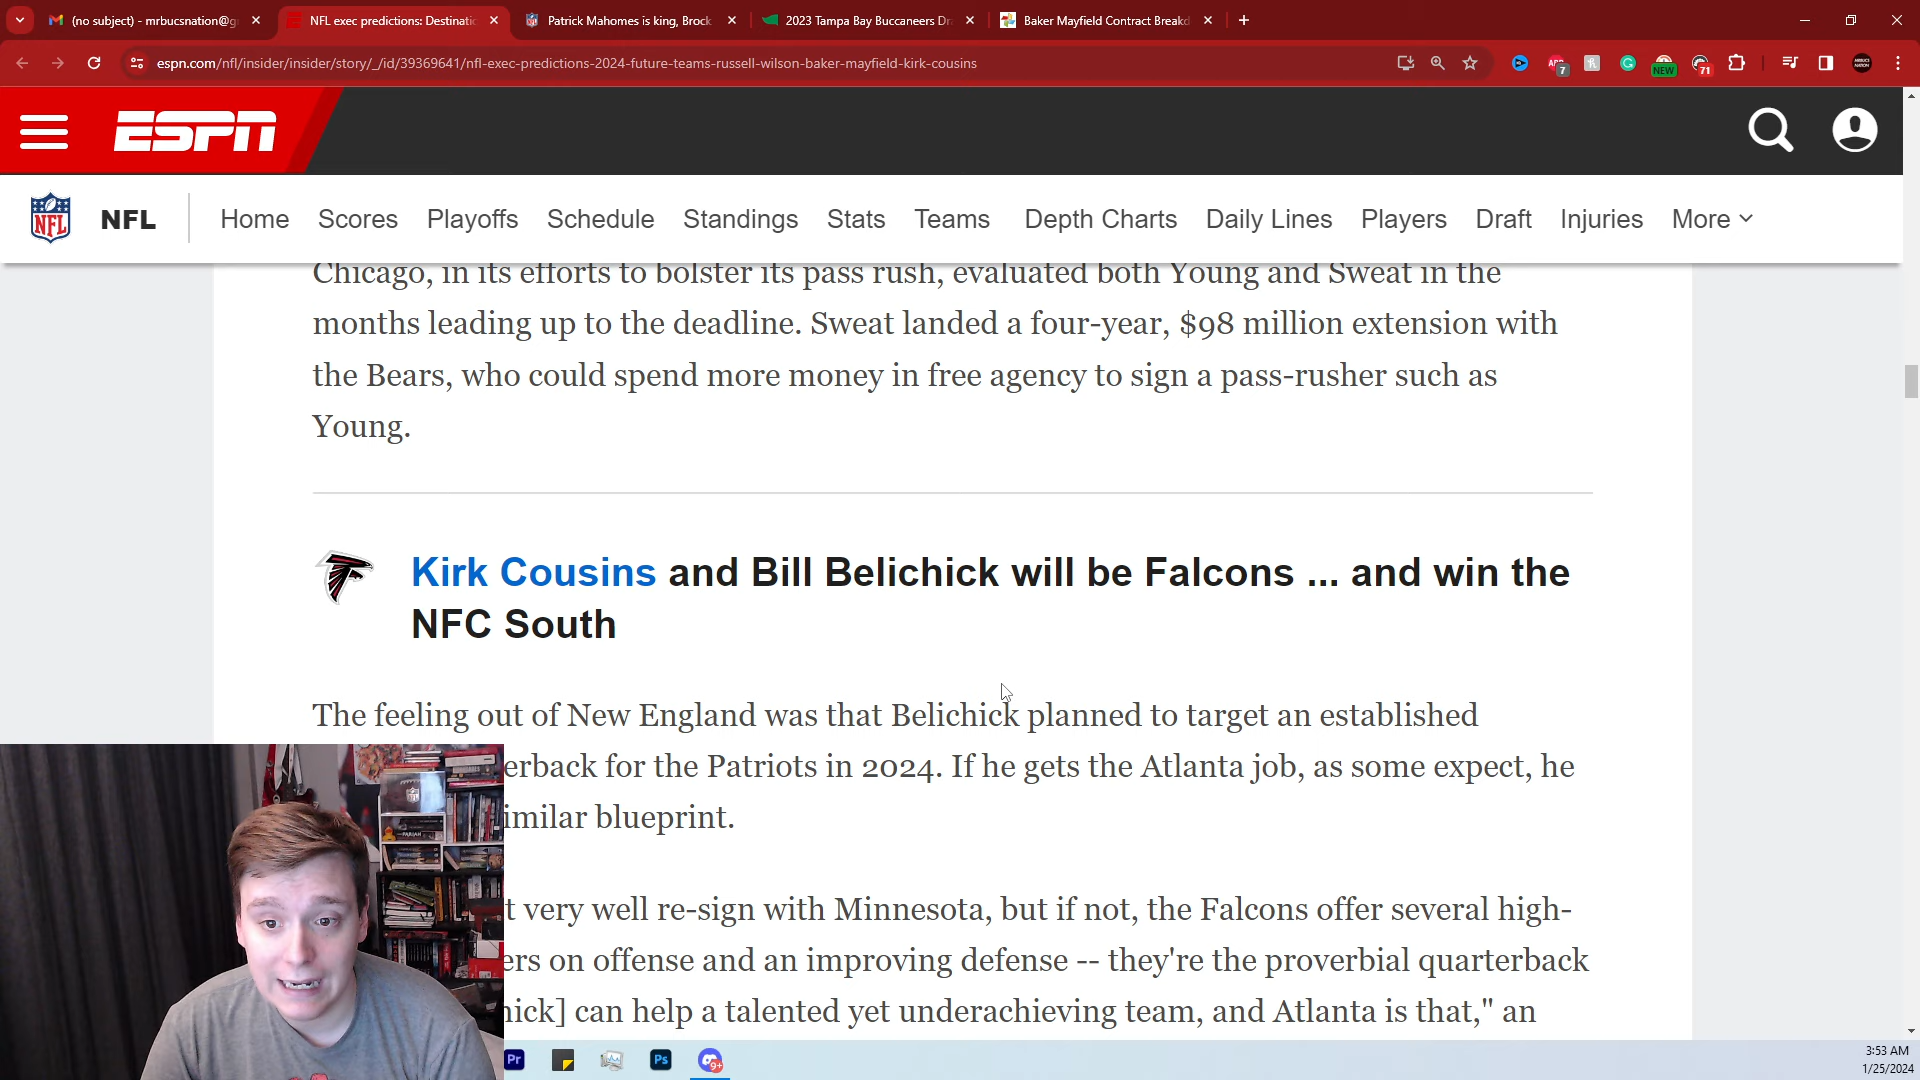 (no subject) - mrbucsnation@g
NFL exec predictions: Destinatic
Patrick Mahomes is king, Brock
2023 Tampa Bay Buccaneers Dr
Baker Mayfield Contract Breakd
espn.com/nfl/insider/insider/story/_/id/39369641/nfl-exec-predictions-2024-future-teams-russell-wilson-baker-mayfield-kirk-cousins
7
NEW
71
ESPN
NFL
NFL Home Scores Playoffs Schedule Standings Stats Teams Depth Charts Daily Lines Players Draft Injuries More
Chicago, in its efforts to bolster its pass rush, evaluated both Young and Sweat in the
months leading up to the deadline. Sweat landed a four-year, $98 million extension with
the Bears, who could spend more money in free agency to sign a pass-rusher such as
Young.
Kirk Cousins and Bill Belichick will be Falcons ... and win the
NFC South
The feeling out of New England was that Belichick planned to target an established
erback for the Patriots in 2024. If he gets the Atlanta job, as some expect, he
imilar blueprint.
t very well re-sign with Minnesota, but if not, the Falcons offer several high-
ers on offense and an improving defense -- they're the proverbial quarterback
nick] can help a talented yet underachieving team, and Atlanta is that," an
Pr
Ps
9+
3:53 AM
1/25/2024